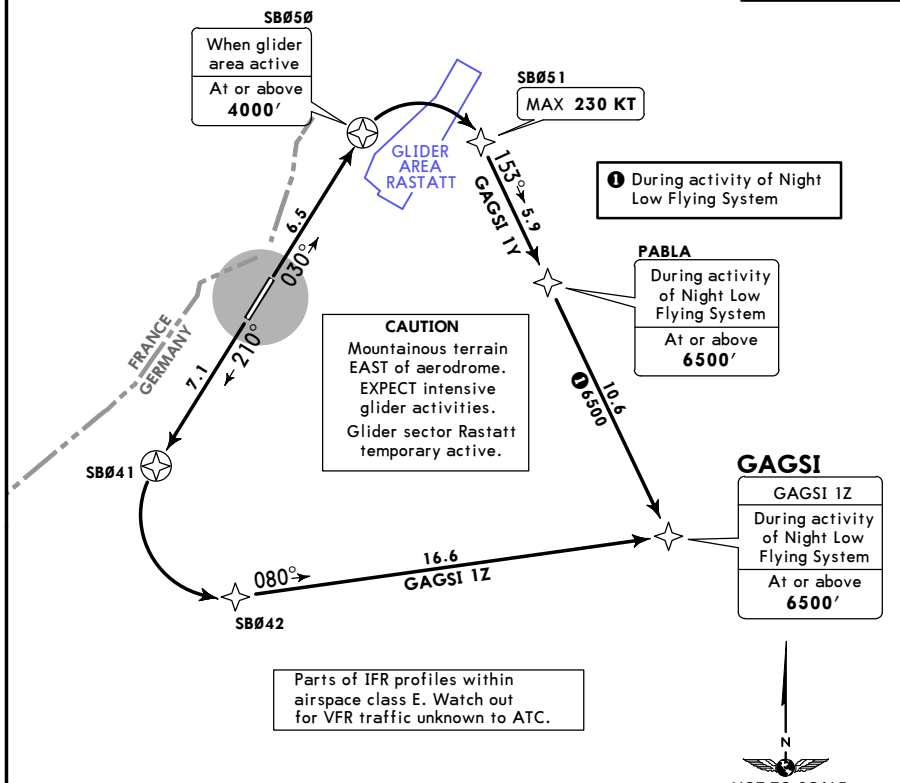 SBØ5Ø
When glider
area active
At or above
4000'
SBØ51
MAX 230 KT
GLIDER
AREA
RASTATT
❶ During activity of Night
Low Flying System
153° 5.9
GAGSI 1Y
6.5
030°
PABLA
During activity
of Night Low
Flying System
At or above
6500'
FRANCE
GERMANY
210°
7.1
CAUTION
Mountainous terrain
EAST of aerodrome.
EXPECT intensive
glider activities.
Glider sector Rastatt
temporary active.
10.6
❶6500
SBØ41
GAGSI
GAGSI 1Z
During activity
of Night Low
Flying System
At or above
6500'
16.6
080°
GAGSI 1Z
SBØ42
Parts of IFR profiles within
airspace class E. Watch out
for VFR traffic unknown to ATC.
N
NOT TO SCALE